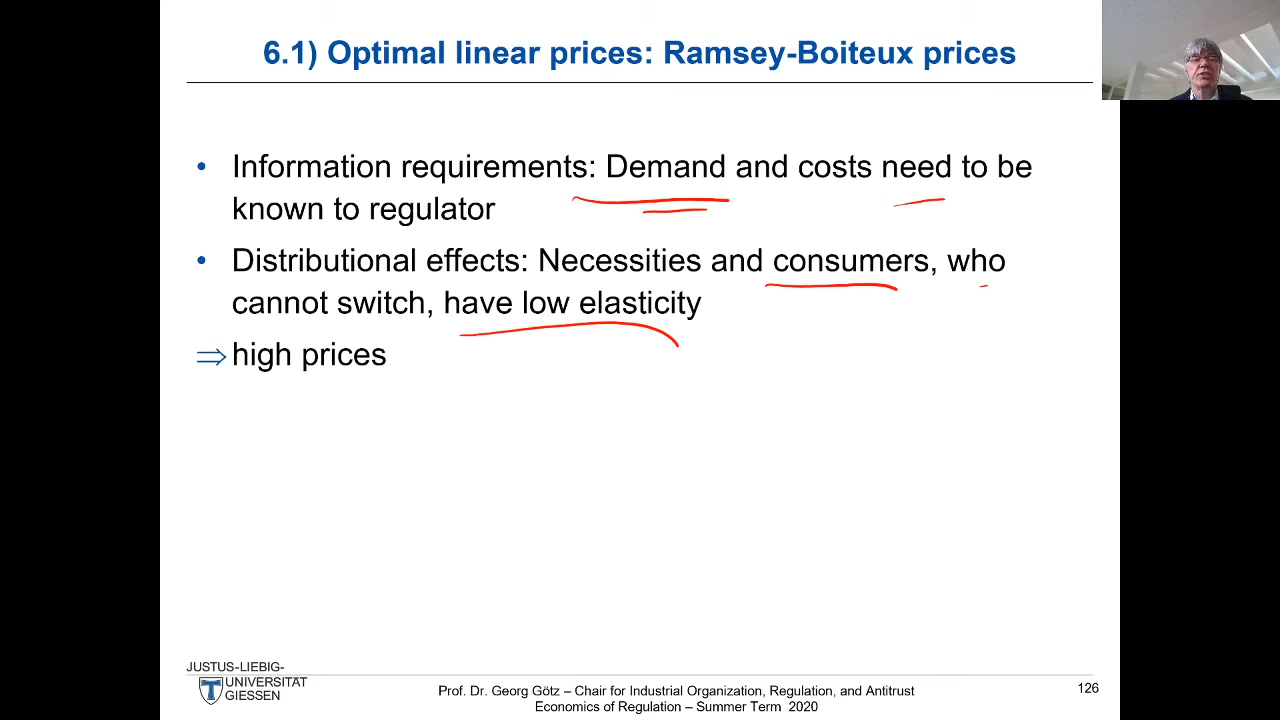 6.1) Optimal linear prices: Ramsey-Boiteux prices
• Information requirements: Demand and costs need to be
known to regulator
• Distributional effects: Necessities and consumers, who
cannot switch, have low elasticity
⇒ high prices
JUSTUS-LIEBIG-
UNIVERSITÄT
GIESSEN
Prof. Dr. Georg Götz – Chair for Industrial Organization, Regulation, and Antitrust
Economics of Regulation – Summer Term 2020
126